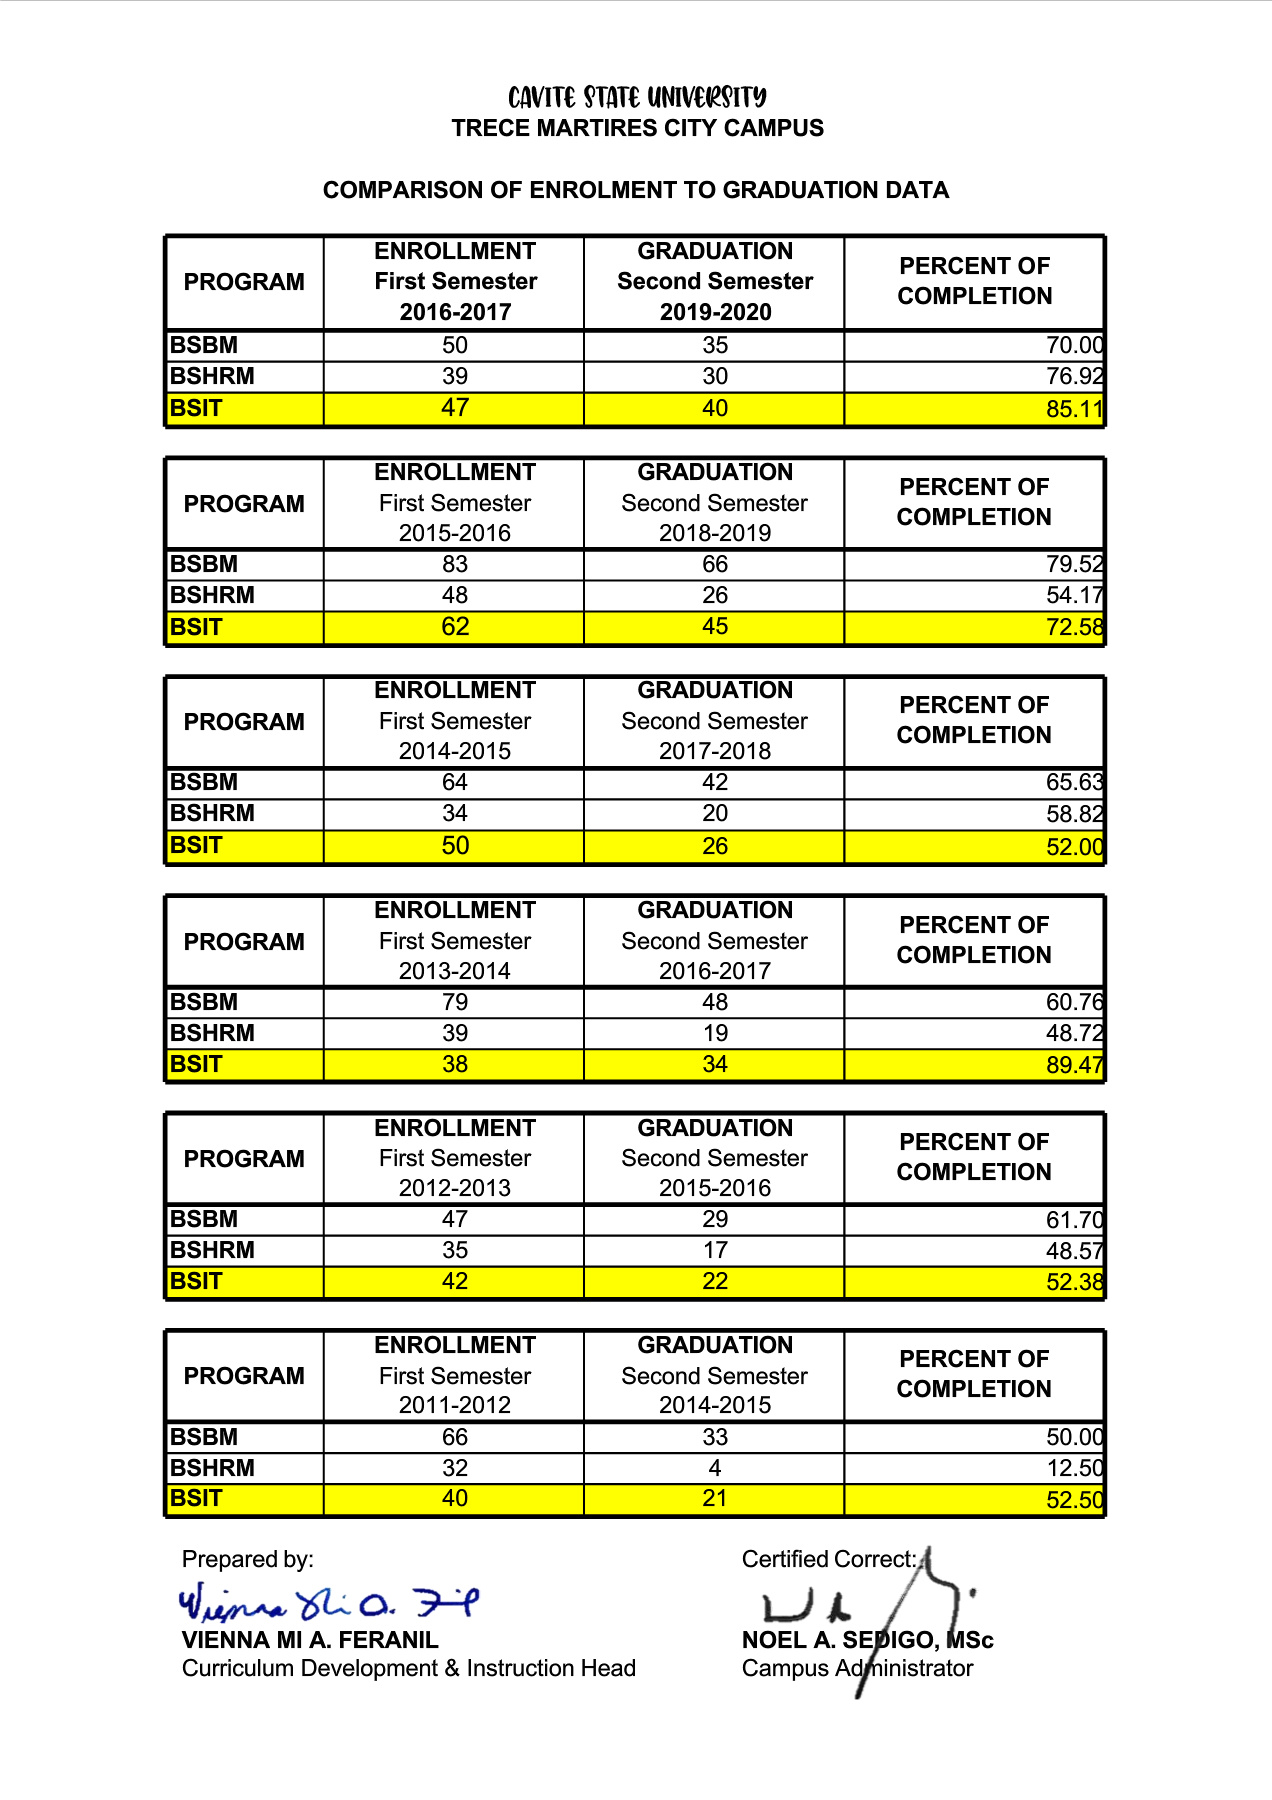 CAVITE STATE UNIVERSITY
TRECE MARTIRES CITY CAMPUS
COMPARISON OF ENROLMENT TO GRADUATION DATA
PROGRAM ENROLLMENT First Semester 2016-2017 GRADUATION Second Semester 2019-2020 PERCENT OF COMPLETION
BSBM 50 35 70.00
BSHRM 39 30 76.92
BSIT 47 40 85.11
PROGRAM ENROLLMENT First Semester 2015-2016 GRADUATION Second Semester 2018-2019 PERCENT OF COMPLETION
BSBM 83 66 79.52
BSHRM 48 26 54.17
BSIT 62 45 72.58
PROGRAM ENROLLMENT First Semester 2014-2015 GRADUATION Second Semester 2017-2018 PERCENT OF COMPLETION
BSBM 64 42 65.63
BSHRM 34 20 58.82
BSIT 50 26 52.00
PROGRAM ENROLLMENT First Semester 2013-2014 GRADUATION Second Semester 2016-2017 PERCENT OF COMPLETION
BSBM 79 48 60.76
BSHRM 39 19 48.72
BSIT 38 34 89.47
PROGRAM ENROLLMENT First Semester 2012-2013 GRADUATION Second Semester 2015-2016 PERCENT OF COMPLETION
BSBM 47 29 61.70
BSHRM 35 17 48.57
BSIT 42 22 52.38
PROGRAM ENROLLMENT First Semester 2011-2012 GRADUATION Second Semester 2014-2015 PERCENT OF COMPLETION
BSBM 66 33 50.00
BSHRM 32 4 12.50
BSIT 40 21 52.50
Prepared by: Certified Correct:
VIENNA MI A. FERANIL NOEL A. SEDIGO, MSc
Curriculum Development & Instruction Head Campus Administrator